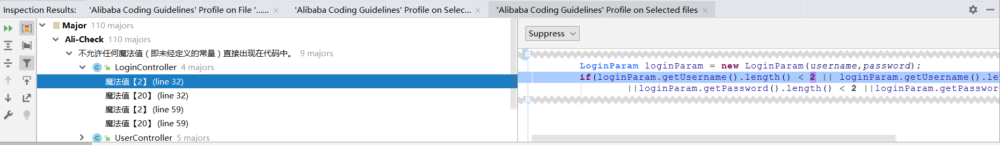 Inspection Results: 'Alibaba Coding Guidelines' Profile on File '...... 'Alibaba Coding Guidelines' Profile on Selec... 'Alibaba Coding Guidelines' Profile on Selected files
Major 110 majors
Ali-Check 110 majors
不允许任何魔法值（即未经定义的常量）直接出现在代码中。 9 majors
LoginController 4 majors
魔法值【2】 (line 32)
魔法值【20】 (line 32)
魔法值【2】 (line 59)
魔法值【20】 (line 59)
UserController 5 majors
Suppress
LoginParam loginParam = new LoginParam(username,password);
if(loginParam.getUsername().length() < 2 || loginParam.getUsername().le
||loginParam.getPassword().length() < 2 ||loginParam.getPasswor